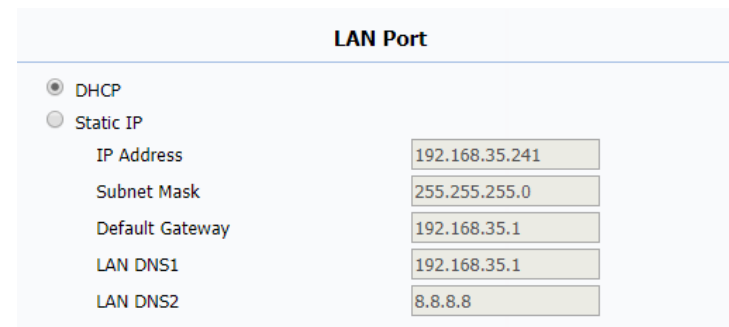 LAN Port
DHCP
Static IP
IP Address 192.168.35.241
Subnet Mask 255.255.255.0
Default Gateway 192.168.35.1
LAN DNS1 192.168.35.1
LAN DNS2 8.8.8.8